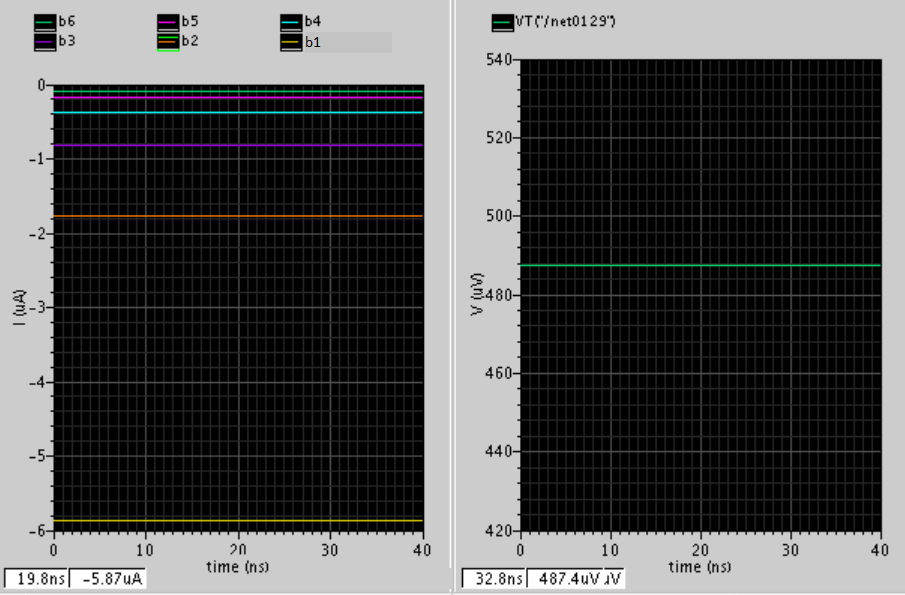 b6 b5 b4
b3 b2 b1
0
-1
-2
-3
-4
-5
-6
I (uA)
0 10 20 30 40
time (ns)
19.8ns -5.87uA
VT("/net0129")
540
520
500
480
460
440
420
V (uV)
0 10 20 30 40
time (ns)
32.8ns 487.4uV